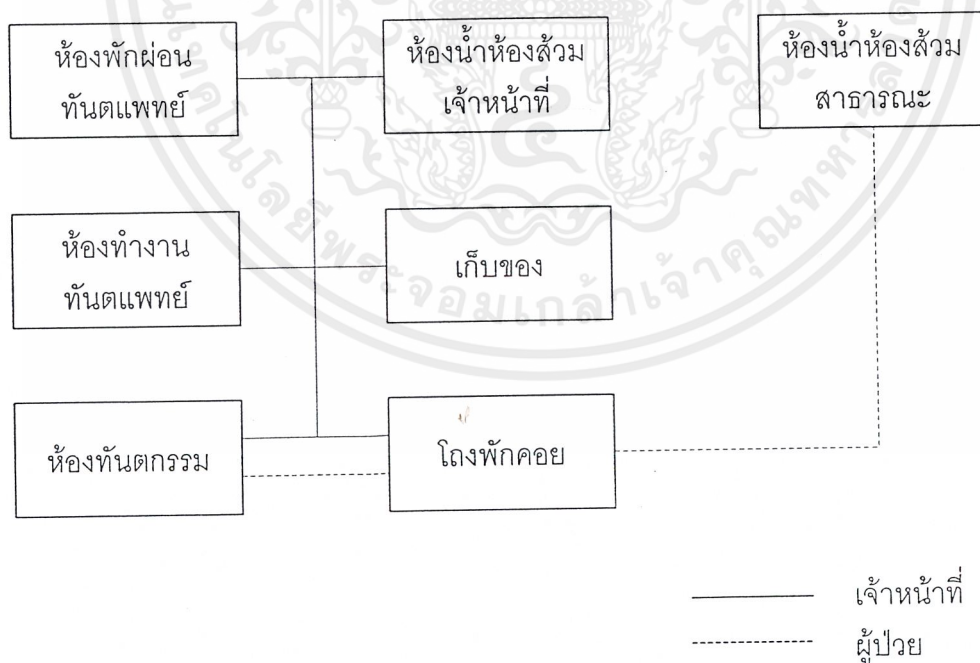 ห้องพักผ่อน
ทันตแพทย์
ห้องน้ำห้องส้วม
เจ้าหน้าที่
ห้องน้ำห้องส้วม
สาธารณะ
ห้องทำงาน
ทันตแพทย์
เก็บของ
ห้องทันตกรรม
โถงพักคอย
เจ้าหน้าที่
ผู้ป่วย